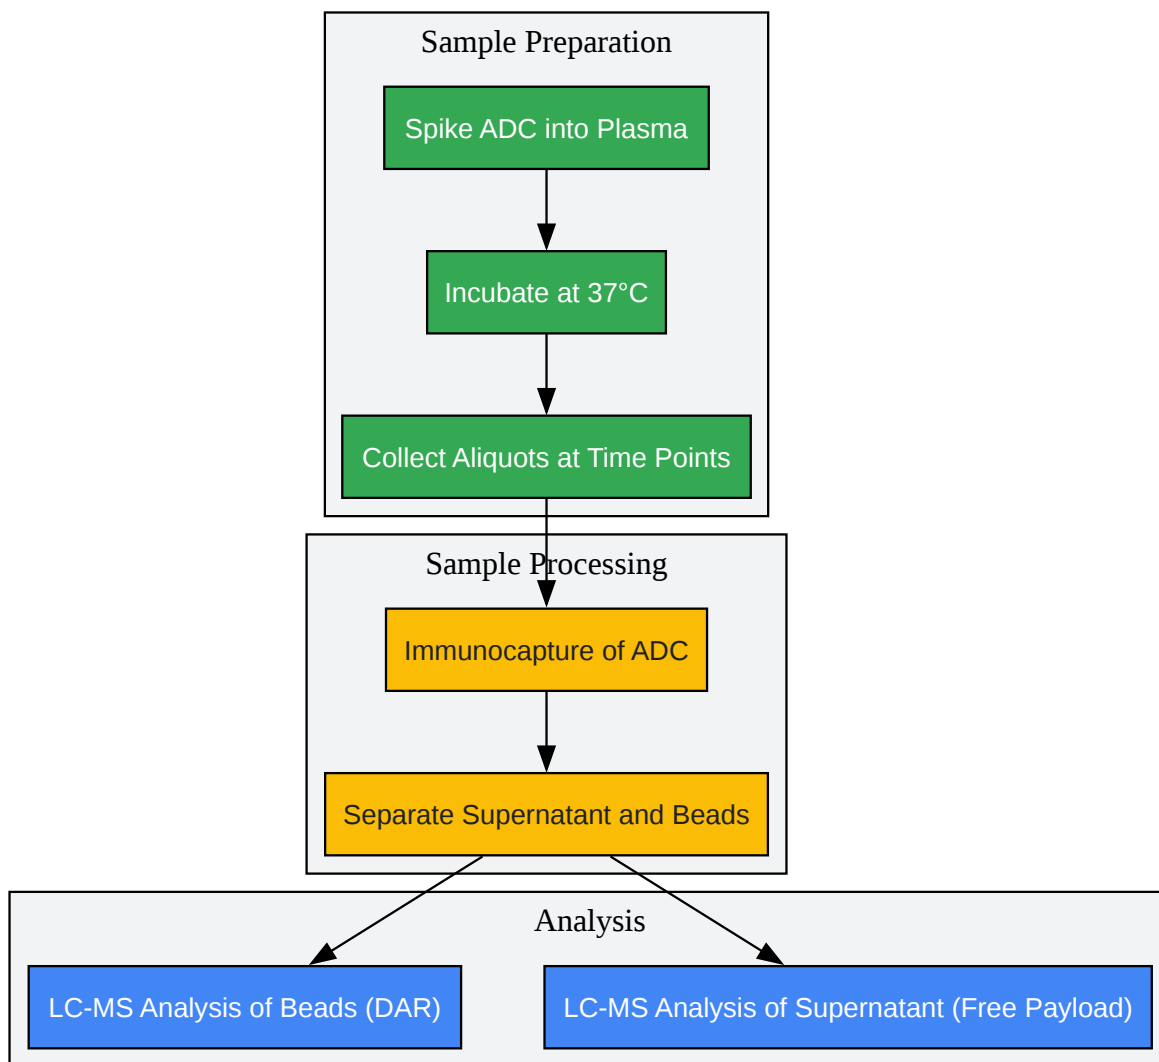 Sample Preparation
Spike ADC into Plasma
Incubate at 37°C
Collect Aliquots at Time Points
Sample Processing
Immunocapture of ADC
Separate Supernatant and Beads
Analysis
LC-MS Analysis of Beads (DAR)
LC-MS Analysis of Supernatant (Free Payload)